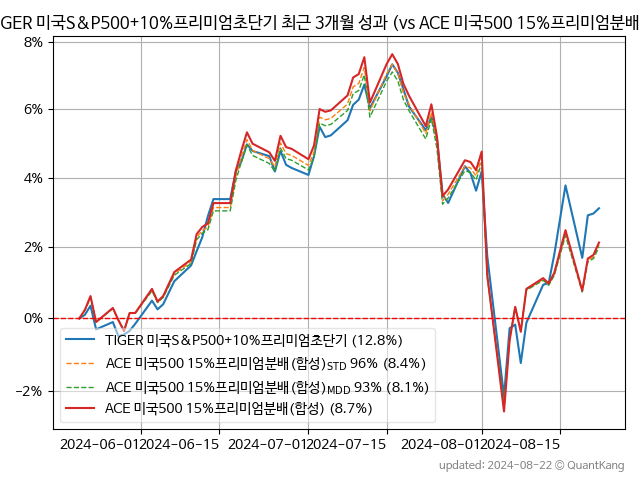 TIGER 미국S&P500+10%프리미엄초단기 최근 3개월 성과 (vs ACE 미국500 15%프리미엄분배
8%
6%
4%
2%
0%
−2%
TIGER 미국S&P500+10%프리미엄초단기 (12.8%)
ACE 미국500 15%프리미엄분배(합성)STD 96% (8.4%)
ACE 미국500 15%프리미엄분배(합성)MDD 93% (8.1%)
ACE 미국500 15%프리미엄분배(합성) (8.7%)
2024-06-01 2024-06-15 2024-07-01 2024-07-15 2024-08-01 2024-08-15
updated: 2024-08-22 © QuantKang